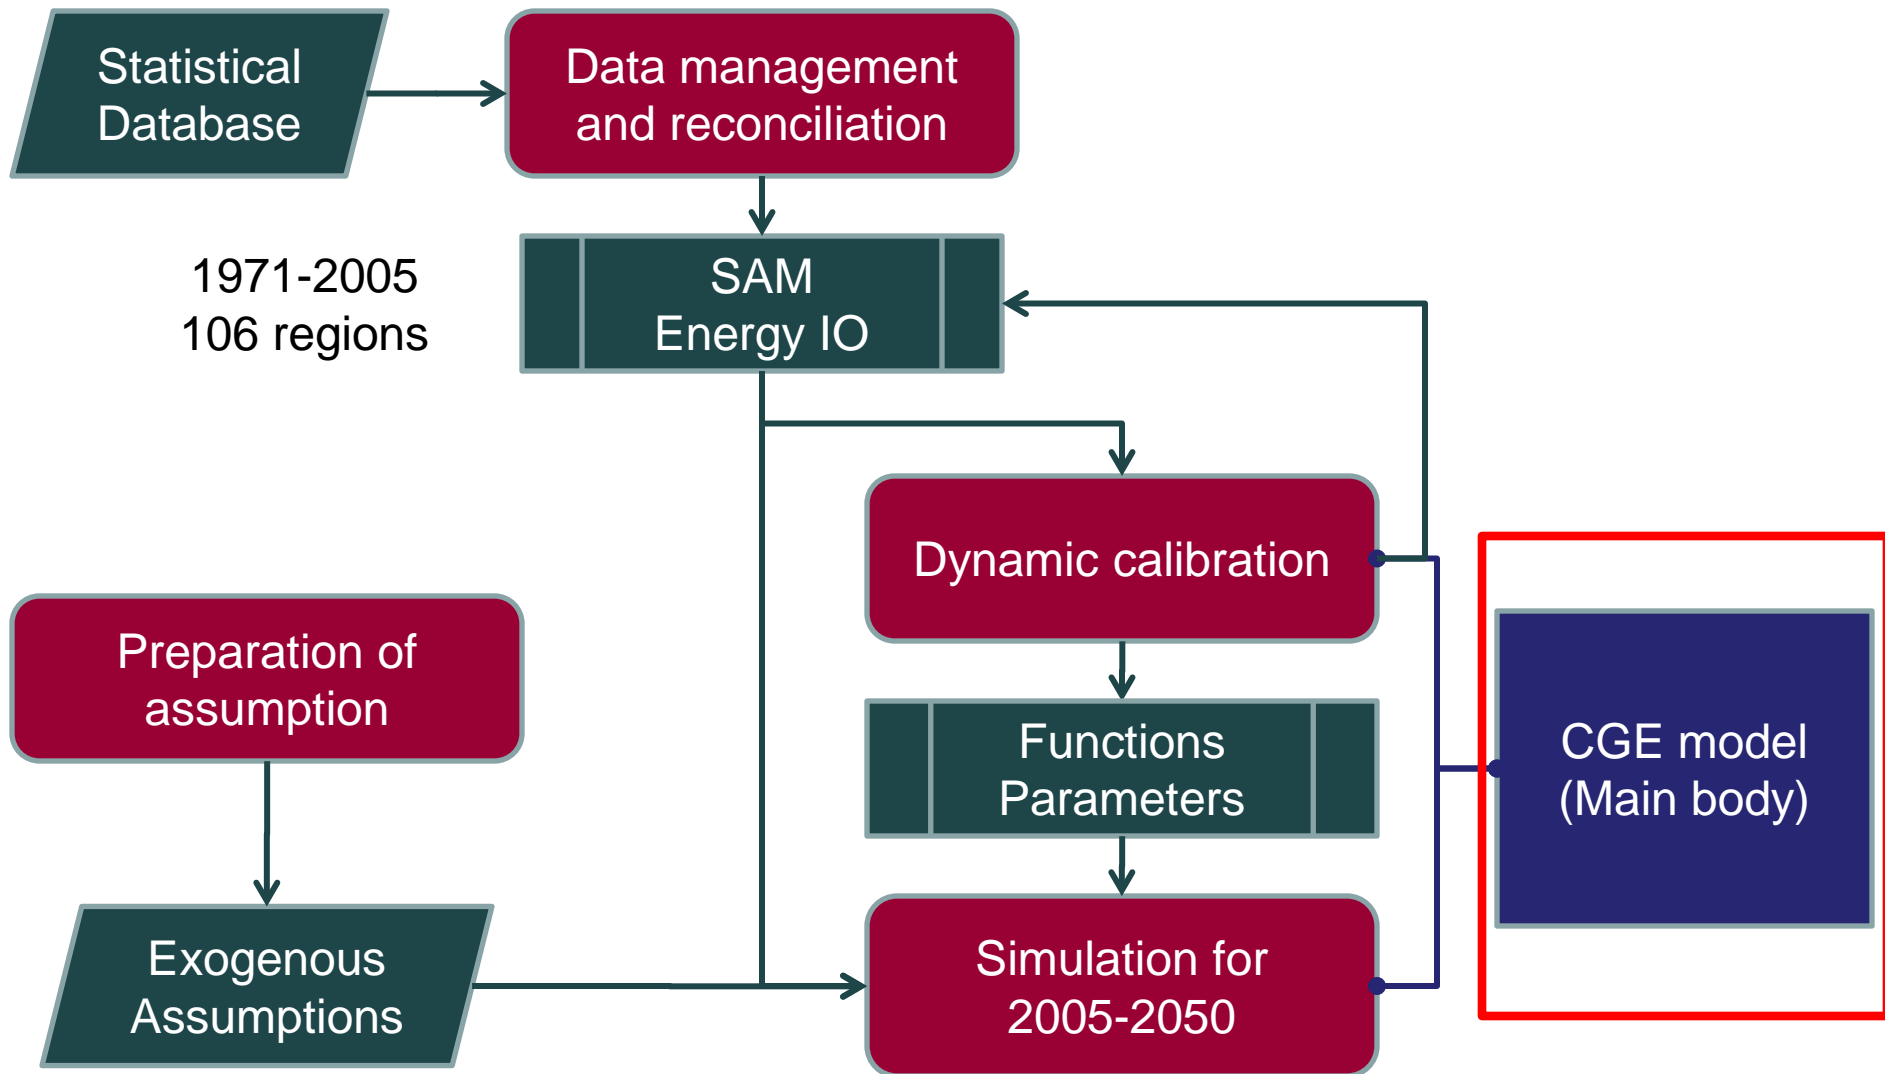 Statistical
Database
Data management
and reconciliation
1971-2005
106 regions
SAM
Energy IO
Dynamic calibration
Preparation of
assumption
Functions
Parameters
CGE model
(Main body)
Exogenous
Assumptions
Simulation for
2005-2050